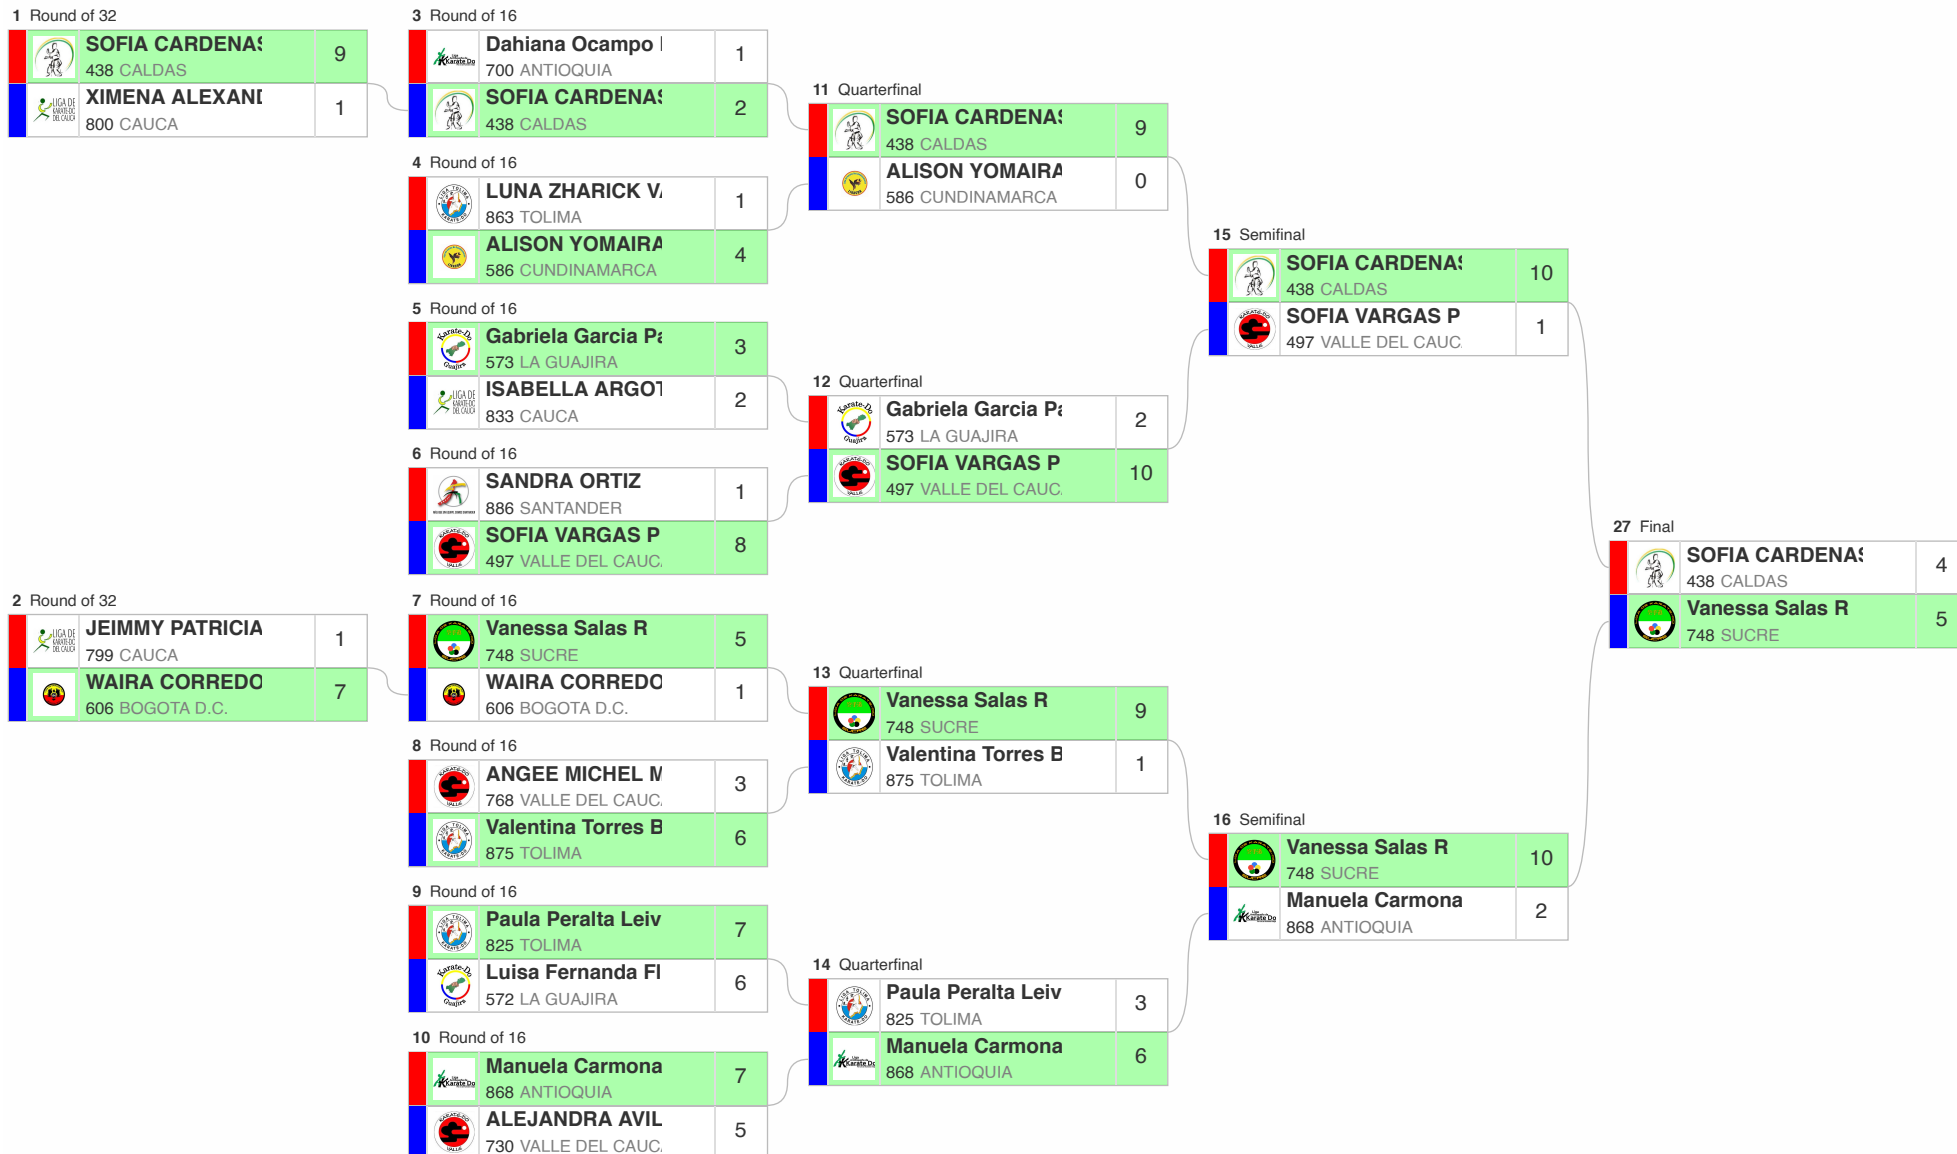 1 Round of 32
SOFIA CARDENAS 9
438 CALDAS
XIMENA ALEXAND 1
800 CAUCA
2 Round of 32
JEIMMY PATRICIA 1
799 CAUCA
WAIRA CORREDO 7
606 BOGOTA D.C.
3 Round of 16
Dahiana Ocampo 1
700 ANTIOQUIA
SOFIA CARDENAS 2
438 CALDAS
4 Round of 16
LUNA ZHARICK VA 1
863 TOLIMA
ALISON YOMAIRA 4
586 CUNDINAMARCA
5 Round of 16
Gabriela Garcia Pa 3
573 LA GUAJIRA
ISABELLA ARGOT 2
833 CAUCA
6 Round of 16
SANDRA ORTIZ 1
886 SANTANDER
SOFIA VARGAS P 8
497 VALLE DEL CAUC
7 Round of 16
Vanessa Salas R 5
748 SUCRE
WAIRA CORREDO 1
606 BOGOTA D.C.
8 Round of 16
ANGEE MICHEL M 3
768 VALLE DEL CAUC
Valentina Torres B 6
875 TOLIMA
9 Round of 16
Paula Peralta Leiv 7
825 TOLIMA
Luisa Fernanda Fl 6
572 LA GUAJIRA
10 Round of 16
Manuela Carmona 7
868 ANTIOQUIA
ALEJANDRA AVIL 5
730 VALLE DEL CAUC
11 Quarterfinal
SOFIA CARDENAS 9
438 CALDAS
ALISON YOMAIRA 0
586 CUNDINAMARCA
12 Quarterfinal
Gabriela Garcia Pa 2
573 LA GUAJIRA
SOFIA VARGAS P 10
497 VALLE DEL CAUC
13 Quarterfinal
Vanessa Salas R 9
748 SUCRE
Valentina Torres B 1
875 TOLIMA
14 Quarterfinal
Paula Peralta Leiv 3
825 TOLIMA
Manuela Carmona 6
868 ANTIOQUIA
15 Semifinal
SOFIA CARDENAS 10
438 CALDAS
SOFIA VARGAS P 1
497 VALLE DEL CAUC
16 Semifinal
Vanessa Salas R 10
748 SUCRE
Manuela Carmona 2
868 ANTIOQUIA
27 Final
SOFIA CARDENAS 4
438 CALDAS
Vanessa Salas R 5
748 SUCRE